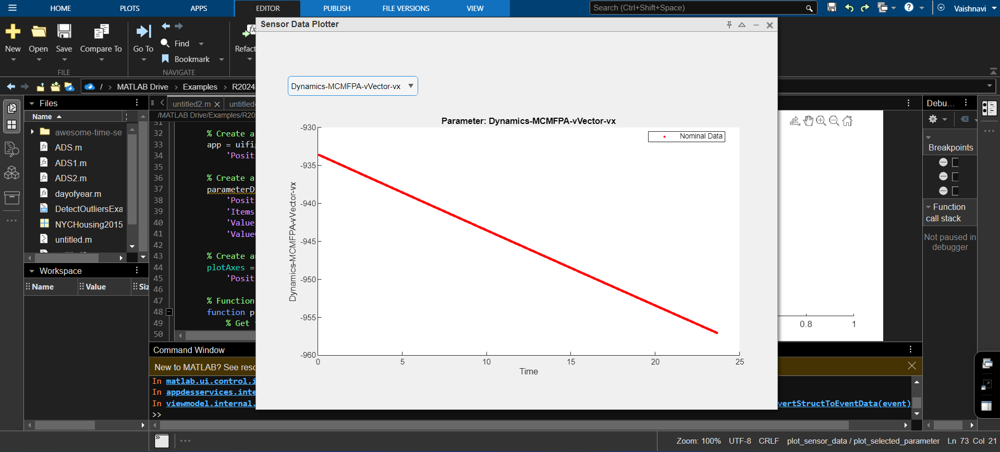 HOME PLOTS APPS EDITOR PUBLISH FILE VERSIONS VIEW Search (Ctrl+Shift+Space) Vaishnavi
Sensor Data Plotter
New Open Save Compare To Go To Find Bookmark Refact
FILE NAVIGATE
/ MATLAB Drive Examples R2024
Files
Name
awesome-time-se
ADS.m
ADS1.m
ADS2.m
dayofyear.m
DetectOutliersExa
NYCHousing2015
untitled.m
Workspace
Name Value Siz
untitled2.m untitled
/MATLAB Drive/Examples/R20
31
32 % Create a
33 app = uifig
34 'Posit
35
36 % Create a
37 parameterD
38 'Posit
39 'Items
40 'Value
41 'Value
42
43 % Create a
44 plotAxes =
45 'Posit
46
47 % Function
48 function p
49 % Get
50
Dynamics-MCMFPA-vVector-vx
Parameter: Dynamics-MCMFPA-vVector-vx
Nominal Data
-930
-935
-940
-945
-950
-955
-960
Dynamics-MCMFPA-vVector-vx
0 5 10 15 20 25
Time
0.8 1
Debu...
Breakpoints
Function
call stack
Not paused in
debugger
Command Window
New to MATLAB? See reso
In matlab.ui.control.i
In appdesservices.inte
In viewmodel.internal. vertStructToEventData(event)
>>
Zoom: 100% UTF-8 CRLF plot_sensor_data / plot_selected_parameter Ln 73 Col 21